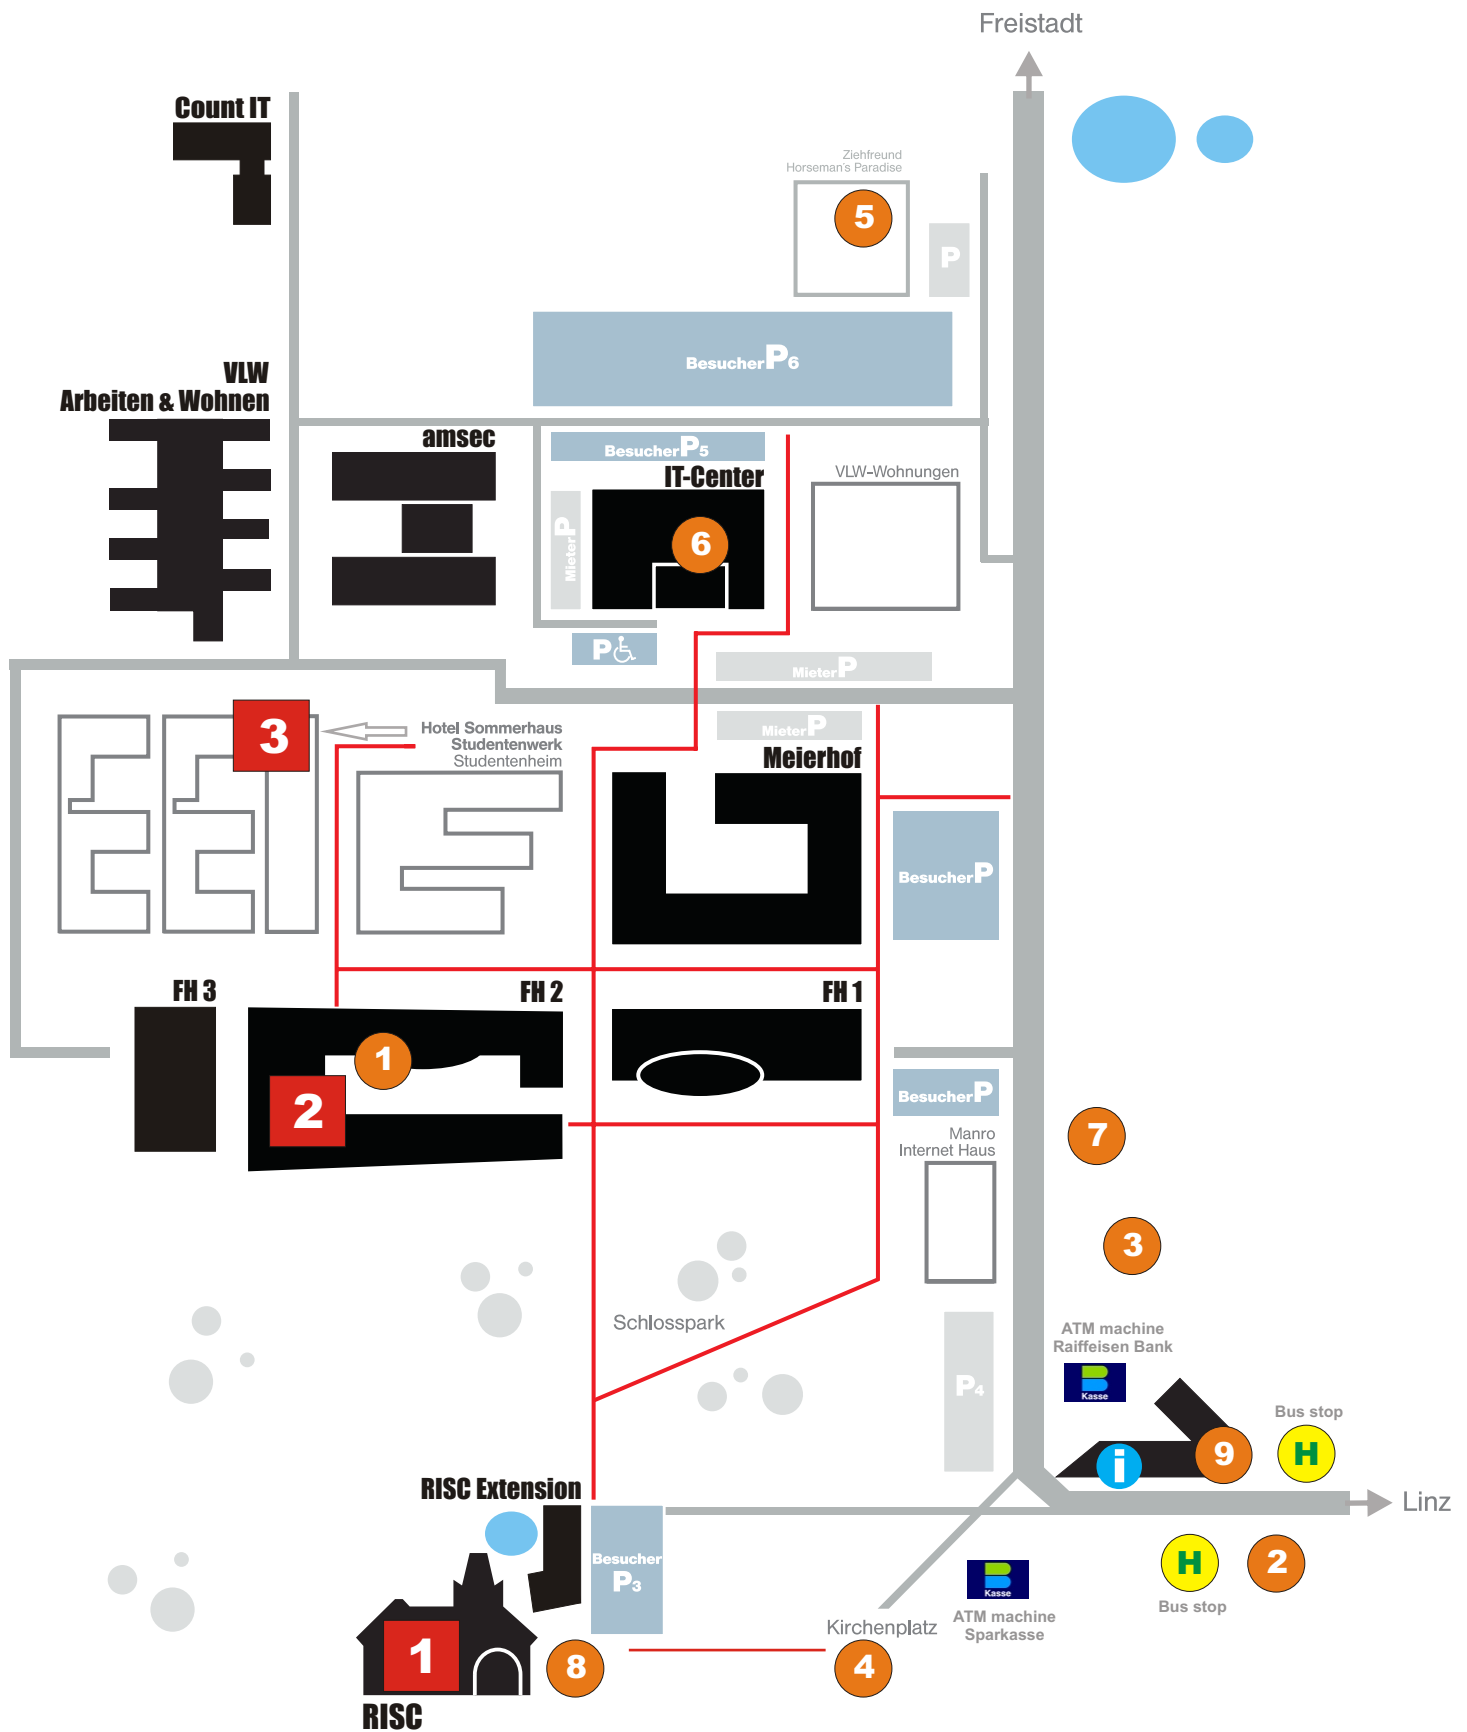 Freistadt
Count IT
Ziehfreund
Horseman's Paradise
5
P
Besucher P6
VLW
Arbeiten & Wohnen
amsec
Besucher P5
IT-Center
VLW-Wohnungen
Mieter P
6
P
Mieter P
3
Hotel Sommerhaus
Studentenwerk
Studentenheim
Mieter P
Meierhof
Besucher P
FH 3
FH 2
FH 1
1
2
Besucher P
Manro
Internet Haus
7
3
Schlosspark
ATM machine
Raiffeisen Bank
Kasse
P4
Bus stop
i
9
H
RISC Extension
Linz
Besucher
P3
H
2
Kasse
Bus stop
ATM machine
Sparkasse
Kirchenplatz
1
8
4
RISC